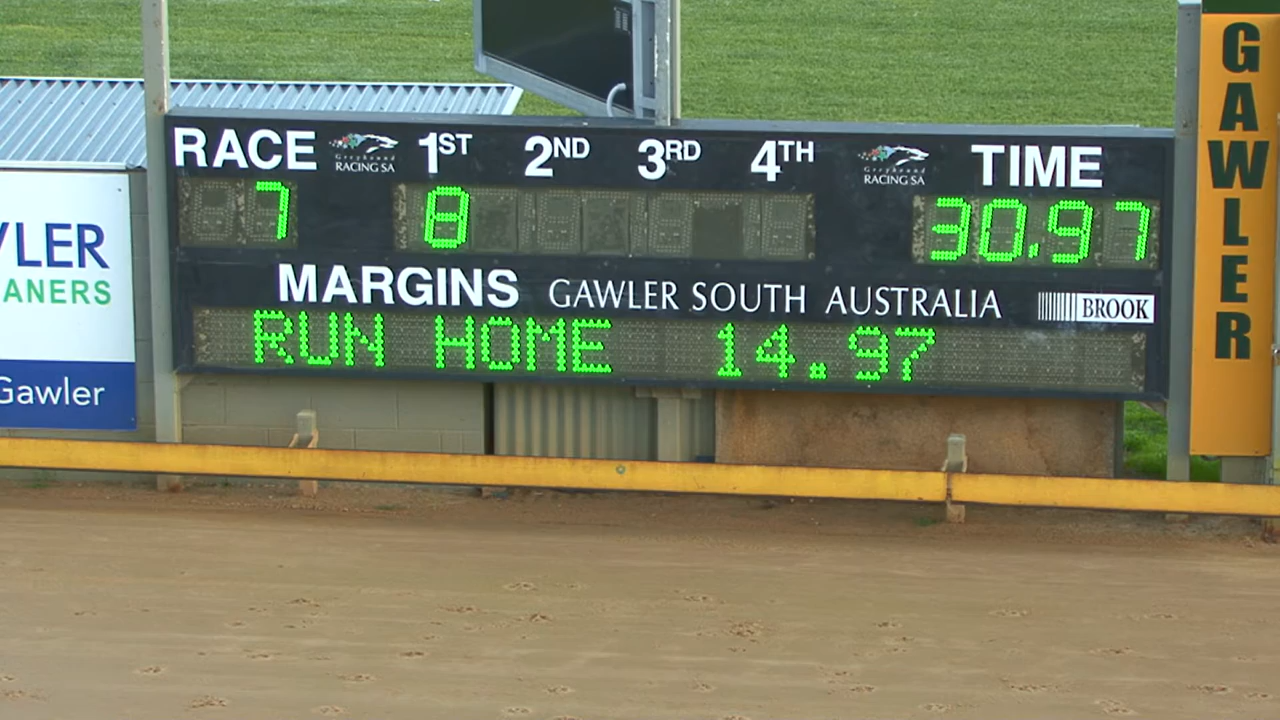 RACE Greyhound RACING SA 1ST 2ND 3RD 4TH Greyhound RACING SA TIME
7 8 30.97
MARGINS GAWLER SOUTH AUSTRALIA BROOK
RUN HOME 14.97
GAWLER
LER
ANERS
Gawler